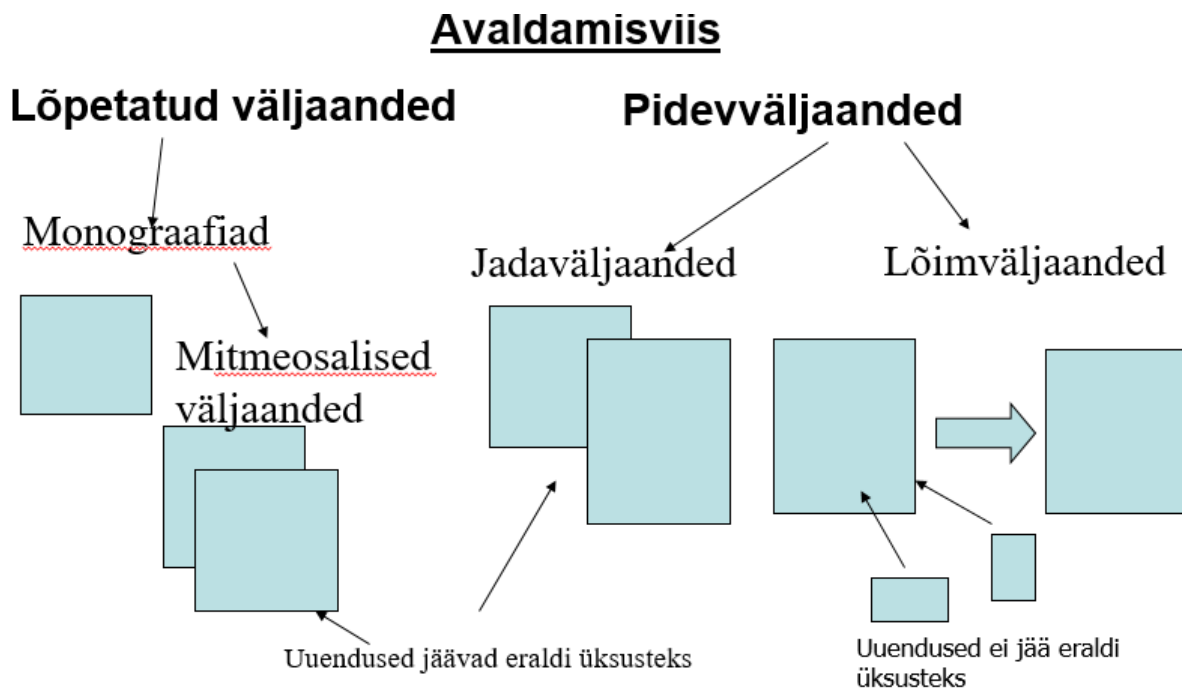 Avaldamisviis
Lõpetatud väljaanded
Pidevväljaanded
Monograafiad
Jadaväljaanded
Lõimväljaanded
Mitmeosalised
väljaanded
Uuendused jäävad eraldi üksusteks
Uuendused ei jää eraldi
üksusteks